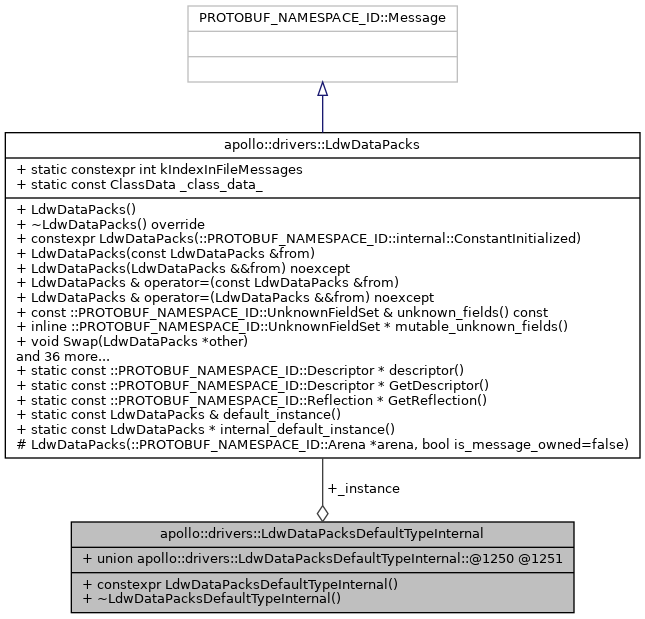 PROTOBUF_NAMESPACE_ID::Message
apollo::drivers::LdwDataPacks
+ static constexpr int kIndexInFileMessages
+ static const ClassData _class_data_
+ LdwDataPacks()
+ ~LdwDataPacks() override
+ constexpr LdwDataPacks(::PROTOBUF_NAMESPACE_ID::internal::ConstantInitialized)
+ LdwDataPacks(const LdwDataPacks &from)
+ LdwDataPacks(LdwDataPacks &&from) noexcept
+ LdwDataPacks & operator=(const LdwDataPacks &from)
+ LdwDataPacks & operator=(LdwDataPacks &&from) noexcept
+ const ::PROTOBUF_NAMESPACE_ID::UnknownFieldSet & unknown_fields() const
+ inline ::PROTOBUF_NAMESPACE_ID::UnknownFieldSet * mutable_unknown_fields()
+ void Swap(LdwDataPacks *other)
and 36 more...
+ static const ::PROTOBUF_NAMESPACE_ID::Descriptor * descriptor()
+ static const ::PROTOBUF_NAMESPACE_ID::Descriptor * GetDescriptor()
+ static const ::PROTOBUF_NAMESPACE_ID::Reflection * GetReflection()
+ static const LdwDataPacks & default_instance()
+ static const LdwDataPacks * internal_default_instance()
# LdwDataPacks(::PROTOBUF_NAMESPACE_ID::Arena *arena, bool is_message_owned=false)
+_instance
apollo::drivers::LdwDataPacksDefaultTypeInternal
+ union apollo::drivers::LdwDataPacksDefaultTypeInternal::@1250 @1251
+ constexpr LdwDataPacksDefaultTypeInternal()
+ ~LdwDataPacksDefaultTypeInternal()